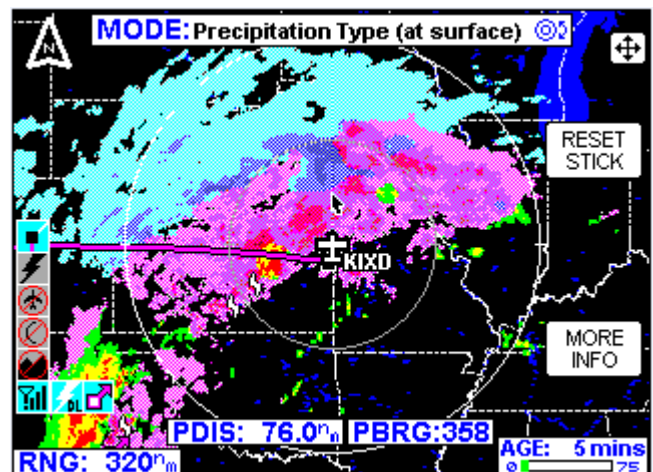 MODE: Precipitation Type (at surface)
N
RESET
STICK
KIXD
MORE
INFO
DL
PDIS: 76.0nm PBRG:358
RNG: 320nm
AGE: 5 mins
0 75